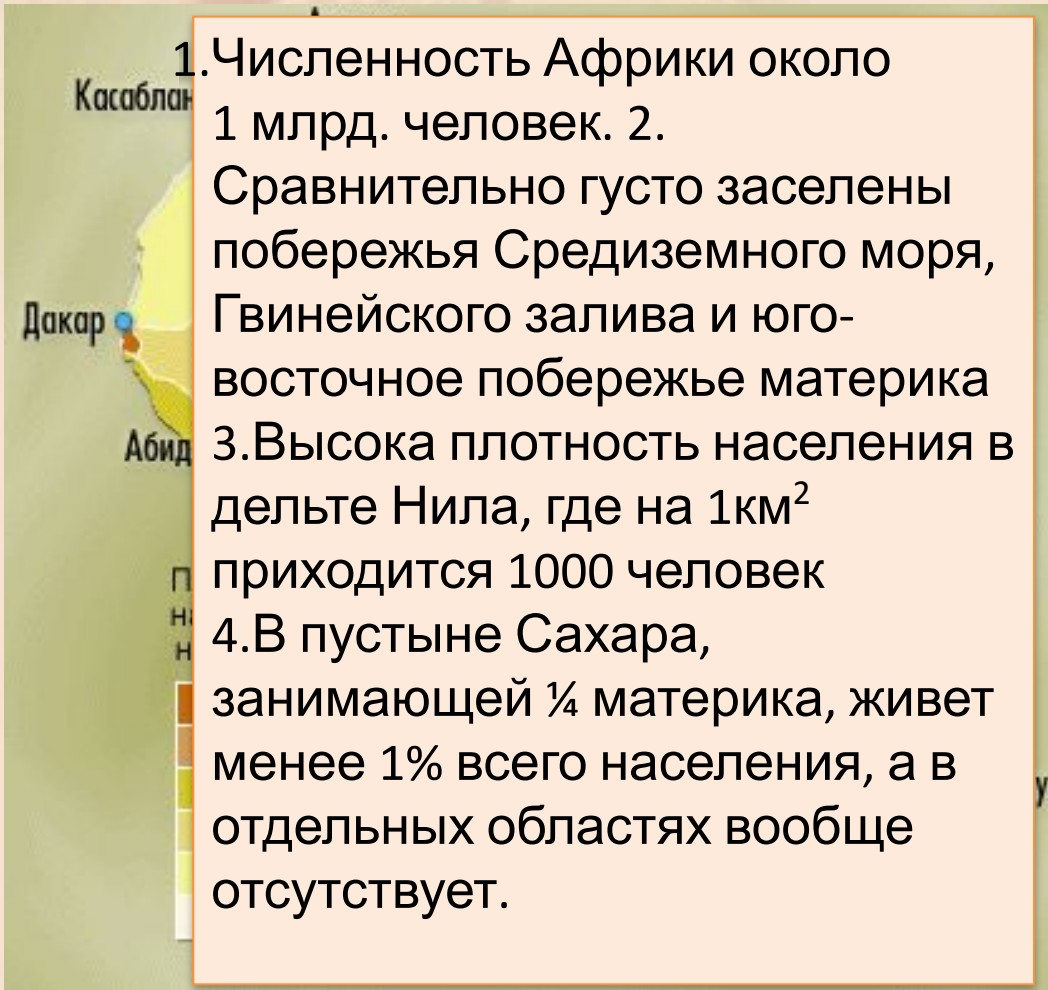 1.Численность Африки около
1 млрд. человек. 2.
Сравнительно густо заселены
побережья Средиземного моря,
Гвинейского залива и юго-
восточное побережье материка
3.Высока плотность населения в
дельте Нила, где на 1км²
приходится 1000 человек
4.В пустыне Сахара,
занимающей ¼ материка, живет
менее 1% всего населения, а в
отдельных областях вообще
отсутствует.
Касаблан
Дакар
Абид